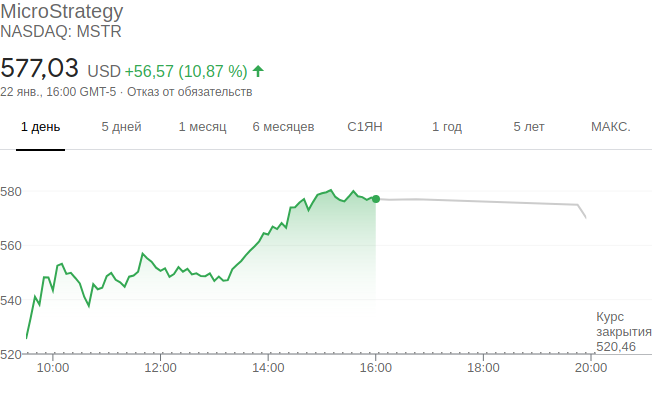 MicroStrategy
NASDAQ: MSTR
577,03 USD +56,57 (10,87 %)
22 янв., 16:00 GMT-5 · Отказ от обязательств
1 день 5 дней 1 месяц 6 месяцев С1ЯН 1 год 5 лет МАКС.
580
560
540
Курс
закрытия
520,46
520
10:00 12:00 14:00 16:00 18:00 20:00